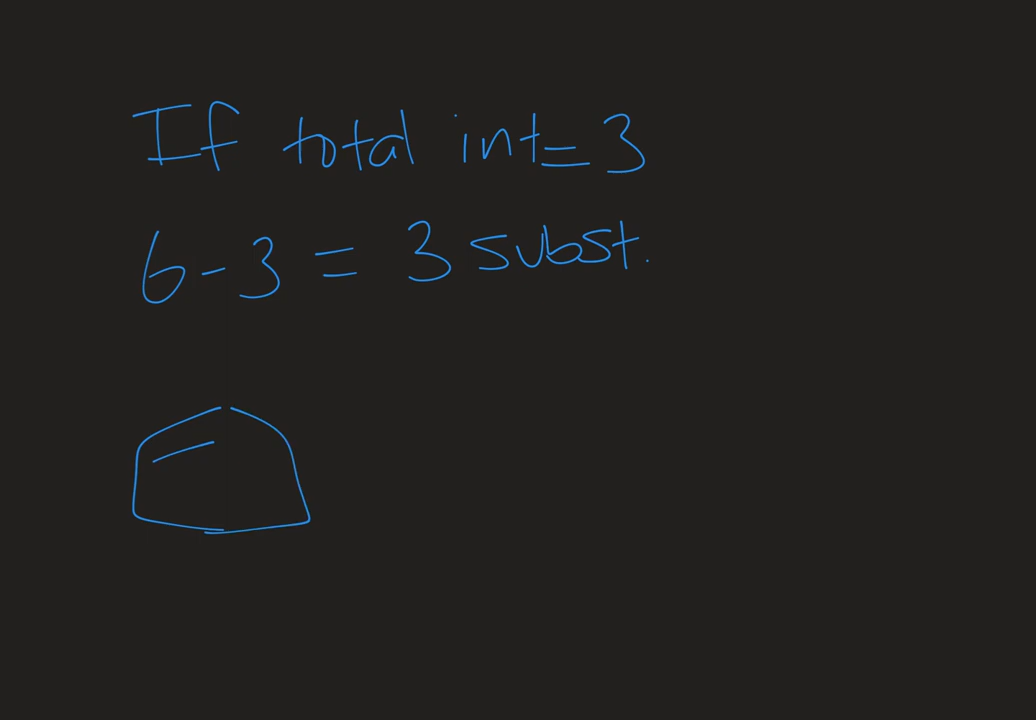 If total int = 3
6 - 3 = 3 subst.